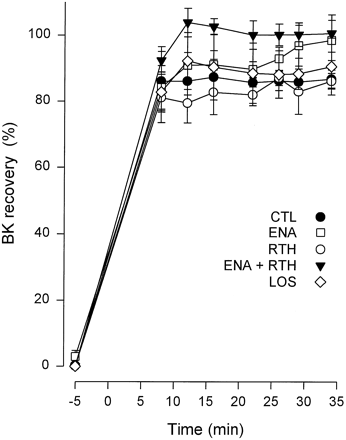 100
80
60
40
20
0
BK recovery (%)
CTL
ENA
RTH
ENA + RTH
LOS
-5 0 5 10 15 20 25 30 35
Time (min)